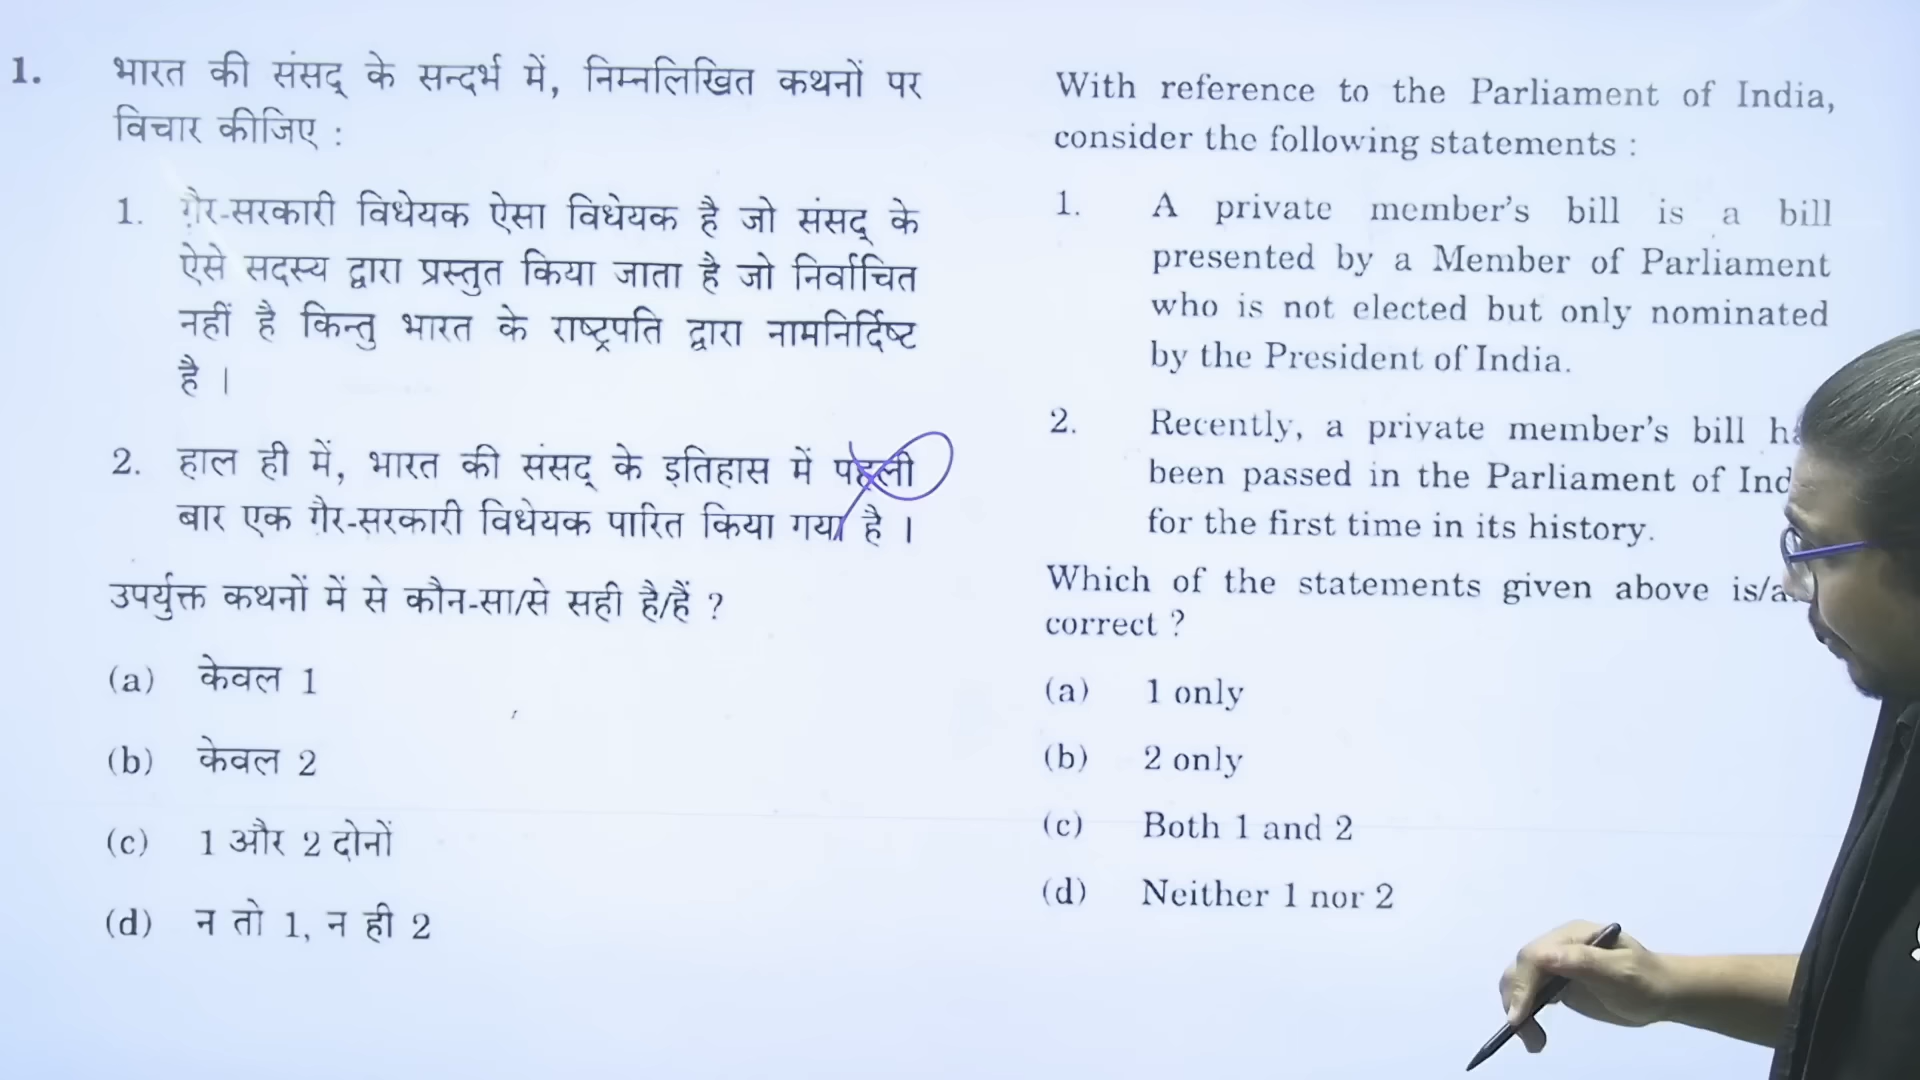 1.
भारत की संसद् के सन्दर्भ में, निम्नलिखित कथनों पर
विचार कीजिए :
1. ग़ैर-सरकारी विधेयक ऐसा विधेयक है जो संसद् के
ऐसे सदस्य द्वारा प्रस्तुत किया जाता है जो निर्वाचित
नहीं है किन्तु भारत के राष्ट्रपति द्वारा नामनिर्दिष्ट
है ।
2. हाल ही में, भारत की संसद् के इतिहास में पहली
बार एक ग़ैर-सरकारी विधेयक पारित किया गया है ।
उपर्युक्त कथनों में से कौन-सा/से सही है/हैं ?
(a) केवल 1
(b) केवल 2
(c) 1 और 2 दोनों
(d) न तो 1, न ही 2
With reference to the Parliament of India,
consider the following statements :
1. A private member's bill is a bill
presented by a Member of Parliament
who is not elected but only nominated
by the President of India.
2. Recently, a private member's bill
been passed in the Parliament of
for the first time in its history.
Which of the statements given above
correct ?
(a) 1 only
(b) 2 only
(c) Both 1 and 2
(d) Neither 1 nor 2